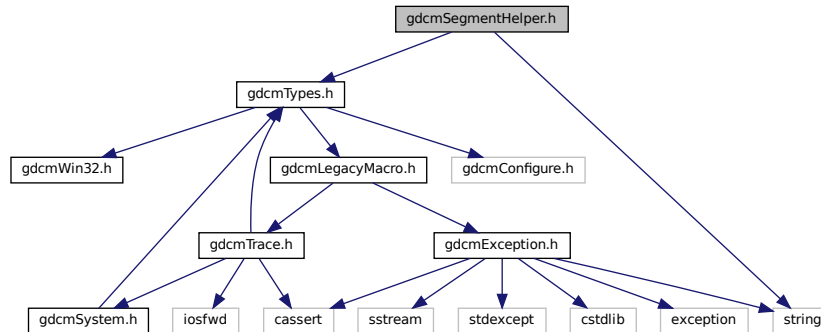 gdcmSegmentHelper.h
gdcmTypes.h
gdcmWin32.h
gdcmLegacyMacro.h
gdcmConfigure.h
gdcmTrace.h
gdcmException.h
gdcmSystem.h
iosfwd
cassert
sstream
stdexcept
cstdlib
exception
string